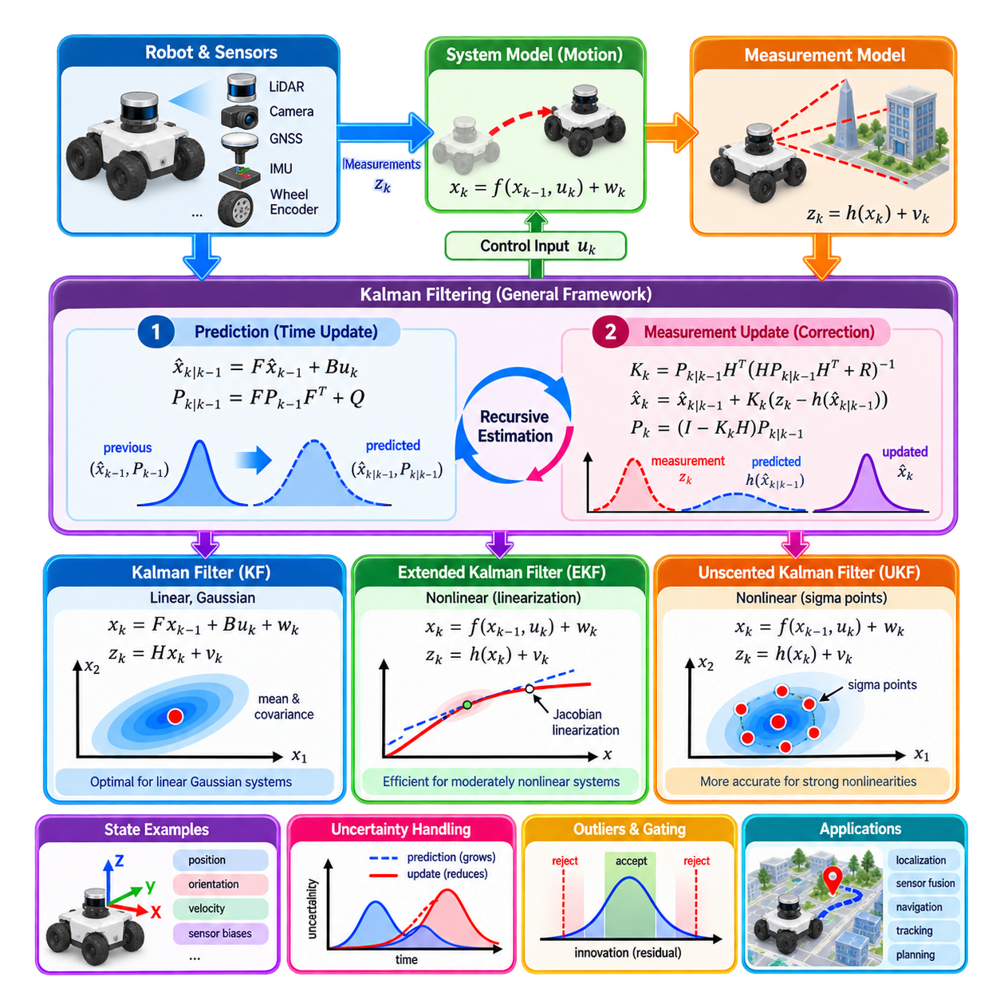 Robot & Sensors
LiDAR
Camera
GNSS
IMU
Wheel
Encoder
...
Measurements
z_k
System Model (Motion)
x_k = f(x_{k-1}, u_k) + w_k
Measurement Model
z_k = h(x_k) + v_k
Control Input u_k
Kalman Filtering (General Framework)
1 Prediction (Time Update)
x̂_{k|k-1} = Fx̂_{k-1} + Bu_k
P_{k|k-1} = FP_{k-1}F^T + Q
previous
(x̂_{k-1}, P_{k-1})
predicted
(x̂_{k|k-1}, P_{k|k-1})
Recursive
Estimation
2 Measurement Update (Correction)
K_k = P_{k|k-1}H^T(HP_{k|k-1}H^T + R)^{-1}
x̂_k = x̂_{k|k-1} + K_k(z_k - h(x̂_{k|k-1}))
P_k = (I - K_kH)P_{k|k-1}
measurement
z_k
predicted
h(x̂_{k|k-1})
updated
x̂_k
Kalman Filter (KF)
Linear, Gaussian
x_k = Fx_{k-1} + Bu_k + w_k
z_k = Hx_k + v_k
x_2
mean &
covariance
x_1
Optimal for linear Gaussian systems
Extended Kalman Filter (EKF)
Nonlinear (linearization)
x_k = f(x_{k-1}, u_k) + w_k
z_k = h(x_k) + v_k
Jacobian
linearization
x
Efficient for moderately nonlinear systems
Unscented Kalman Filter (UKF)
Nonlinear (sigma points)
x_k = f(x_{k-1}, u_k) + w_k
z_k = h(x_k) + v_k
x_2
sigma points
x_1
More accurate for strong nonlinearities
State Examples
Z
y
X
position
orientation
velocity
sensor biases
...
Uncertainty Handling
prediction (grows)
update (reduces)
uncertainty
time
Outliers & Gating
reject
accept
reject
innovation (residual)
Applications
localization
sensor fusion
navigation
tracking
planning